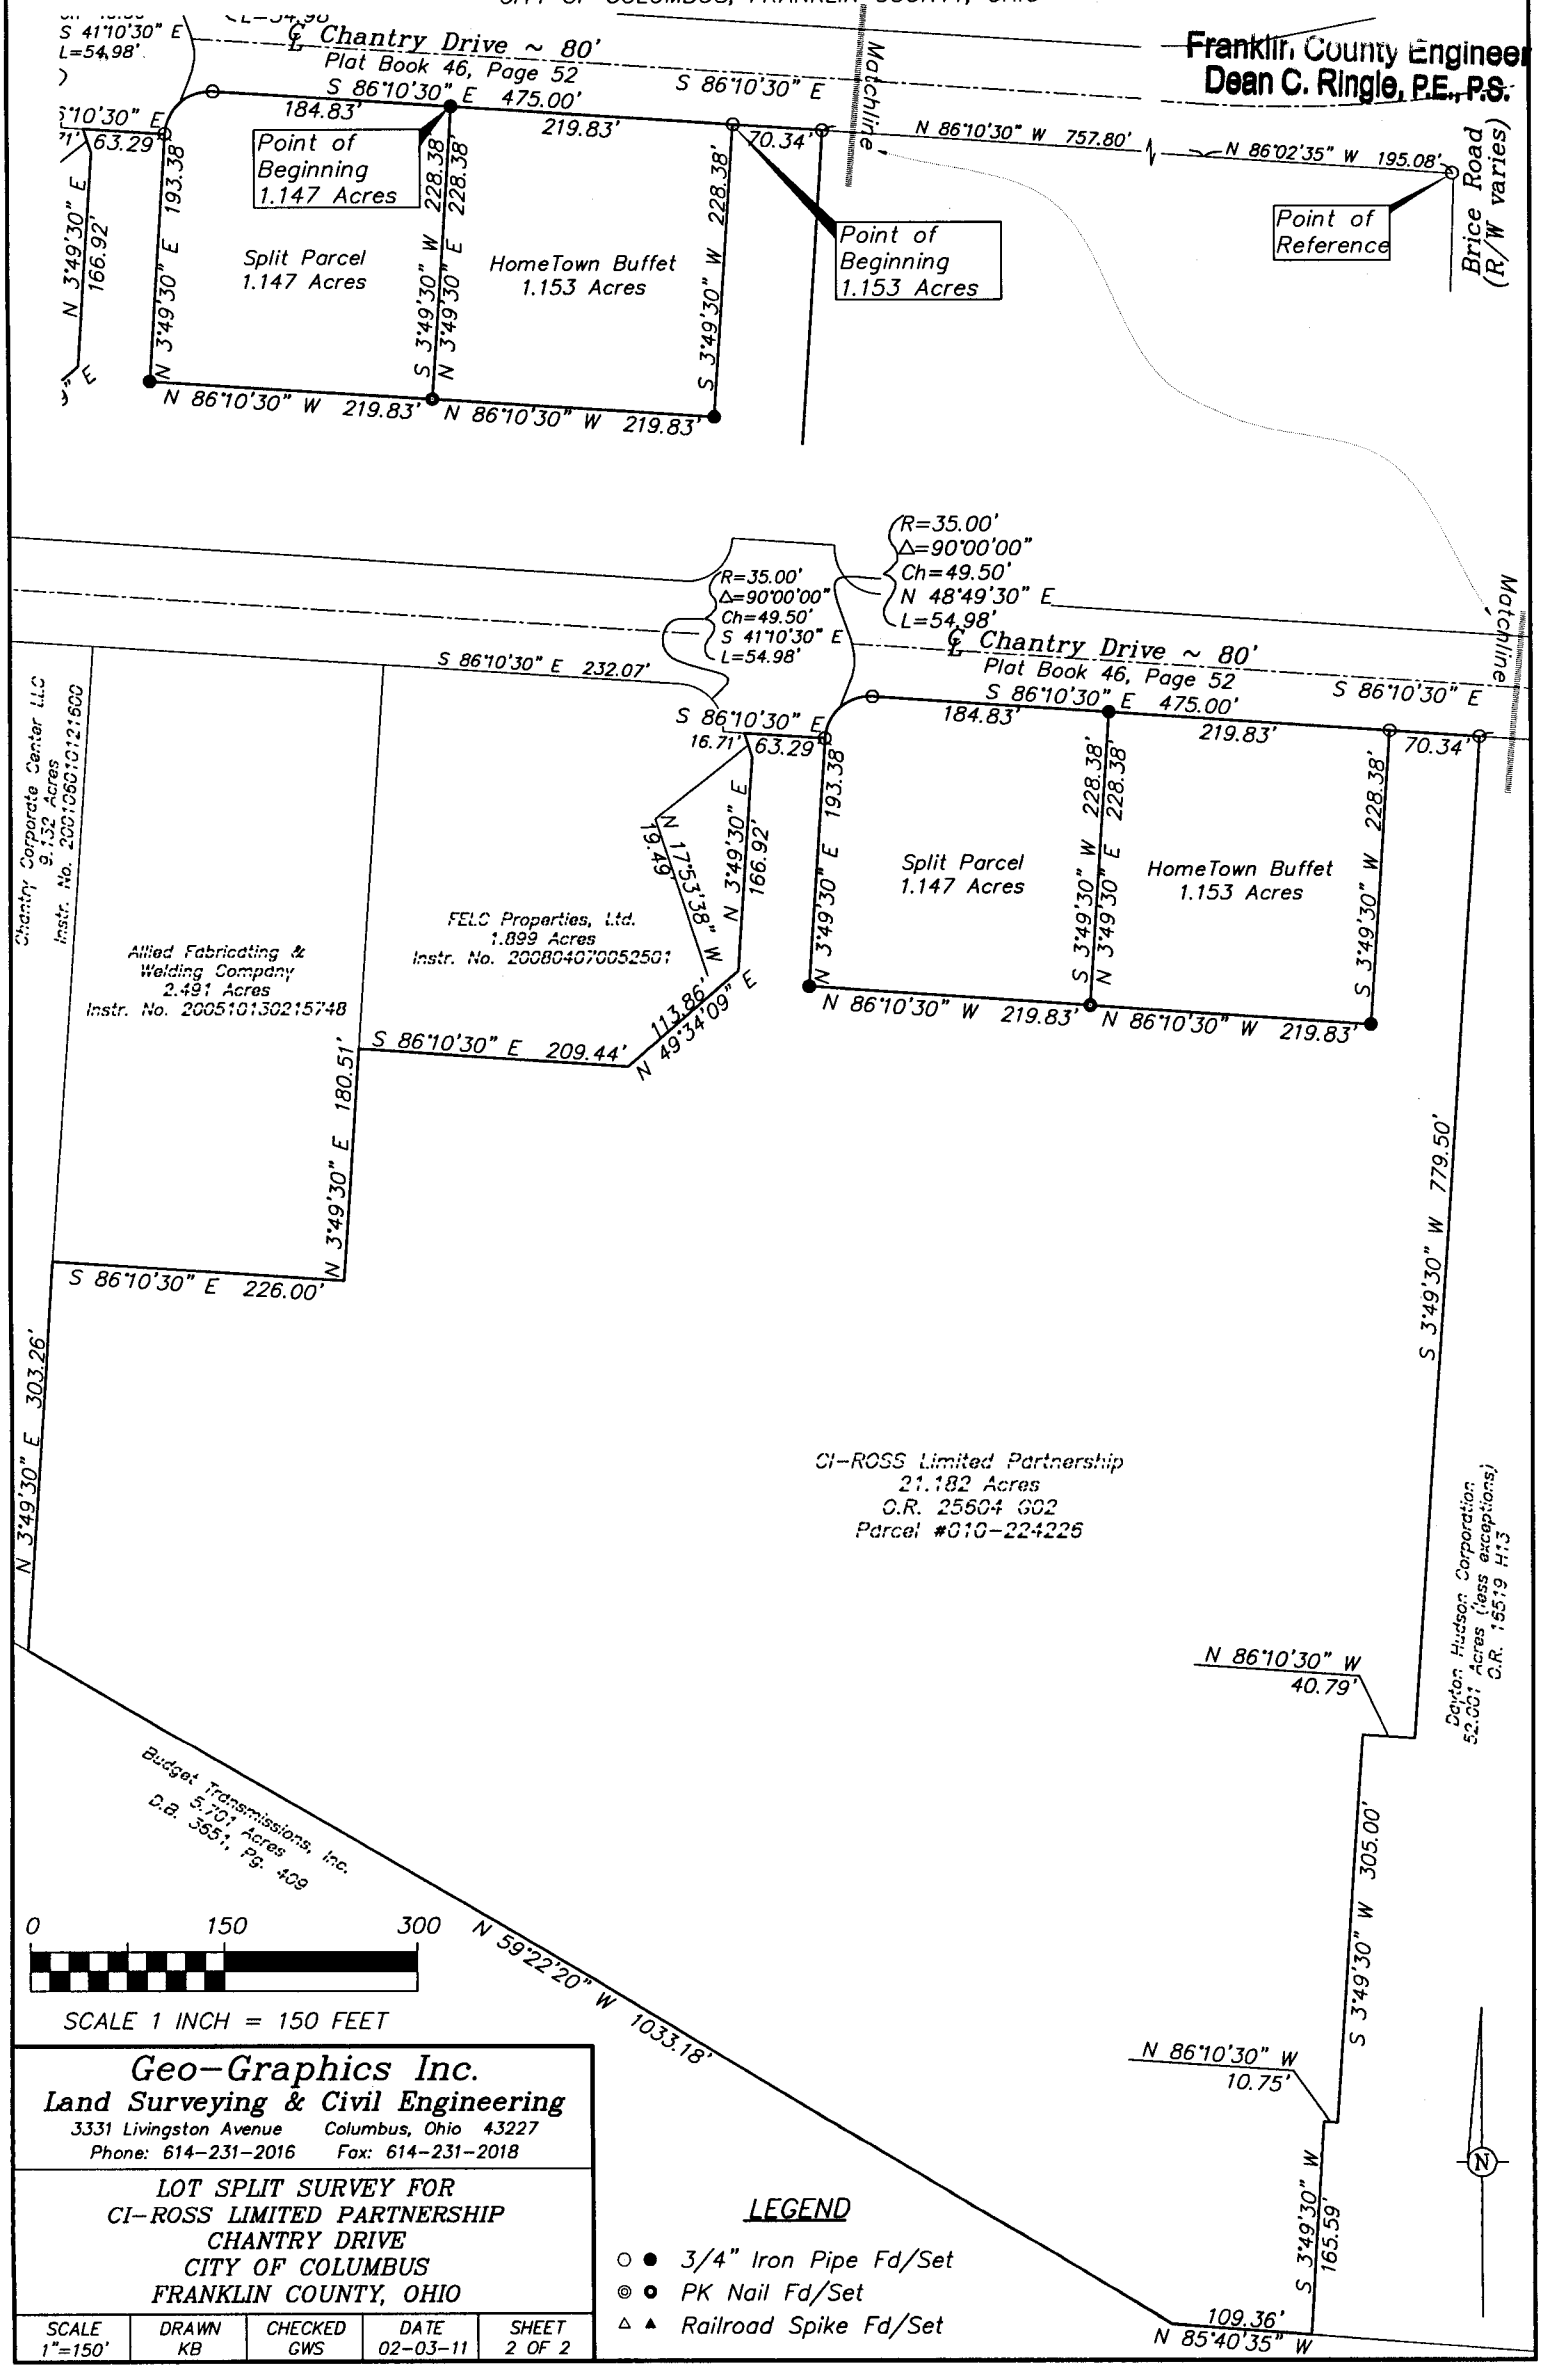 S 41°10'30" E
L=54.98'
L=54.98
℄ Chantry Drive ~ 80'
Plat Book 46, Page 52
S 86°10'30" E 475.00'
184.83'
219.83'
S 86°10'30" E
70.34'
Matchline
Franklin County Engineer
Dean C. Ringle, P.E., P.S.
N 86°10'30" W 757.80'
N 86°02'35" W 195.08'
Brice Road
(R/W varies)
Point of
Reference
63.29
N 3°49'30" E
166.92'
N 3°49'30" E 193.38'
Point of
Beginning
1.147 Acres
Split Parcel
1.147 Acres
S 3°49'30" W 228.38'
N 3°49'30" E 228.38'
HomeTown Buffet
1.153 Acres
S 3°49'30" W 228.38'
Point of
Beginning
1.153 Acres
N 86°10'30" W 219.83'
N 86°10'30" W 219.83'
R=35.00'
Δ=90°00'00"
Ch=49.50'
N 48°49'30" E
L=54.98'
R=35.00'
Δ=90°00'00"
Ch=49.50'
S 41°10'30" E
L=54.98'
℄ Chantry Drive ~ 80'
Plat Book 46, Page 52
Matchline
S 86°10'30" E 232.07'
S 86°10'30" E 475.00'
S 86°10'30" E
184.83'
219.83'
70.34'
S 86°10'30" E
16.71'
63.29
Chantry Corporate Center LLC
9.132 Acres
Instr. No. 200106010121600
N 17°53'38" W
19.49'
N 3°49'30" E
166.92'
N 3°49'30" E 193.38'
Split Parcel
1.147 Acres
S 3°49'30" W 228.38'
N 3°49'30" E 228.38'
HomeTown Buffet
1.153 Acres
S 3°49'30" W 228.38'
Allied Fabricating &
Welding Company
2.491 Acres
Instr. No. 200510130215748
FELC Properties, Ltd.
1.899 Acres
Instr. No. 200804070052501
113.86'
N 49°34'09" E
N 86°10'30" W 219.83'
N 86°10'30" W 219.83'
S 86°10'30" E 209.44'
N 3°49'30" E 180.51'
S 86°10'30" E 226.00'
S 3°49'30" W 779.50'
N 3°49'30" E 303.26'
CI-ROSS Limited Partnership
21.182 Acres
O.R. 25604 G02
Parcel #010-224226
Dayton Hudson Corporation
52.001 Acres (less exceptions)
O.R. 16519 H13
N 86°10'30" W
40.79'
Budget Transmissions, Inc.
5.701 Acres
D.B. 3651, Pg. 409
S 3°49'30" W 305.00'
0 150 300
SCALE 1 INCH = 150 FEET
N 59°22'20" W 1033.18'
N 86°10'30" W
10.75'
N
S 3°49'30" W
165.59'
109.36'
N 85°40'35" W
Geo-Graphics Inc.
Land Surveying & Civil Engineering
3331 Livingston Avenue Columbus, Ohio 43227
Phone: 614-231-2016 Fax: 614-231-2018
LOT SPLIT SURVEY FOR
CI-ROSS LIMITED PARTNERSHIP
CHANTRY DRIVE
CITY OF COLUMBUS
FRANKLIN COUNTY, OHIO
SCALE DRAWN CHECKED DATE SHEET
1"=150' KB GWS 02-03-11 2 OF 2
LEGEND
3/4" Iron Pipe Fd/Set
PK Nail Fd/Set
Railroad Spike Fd/Set